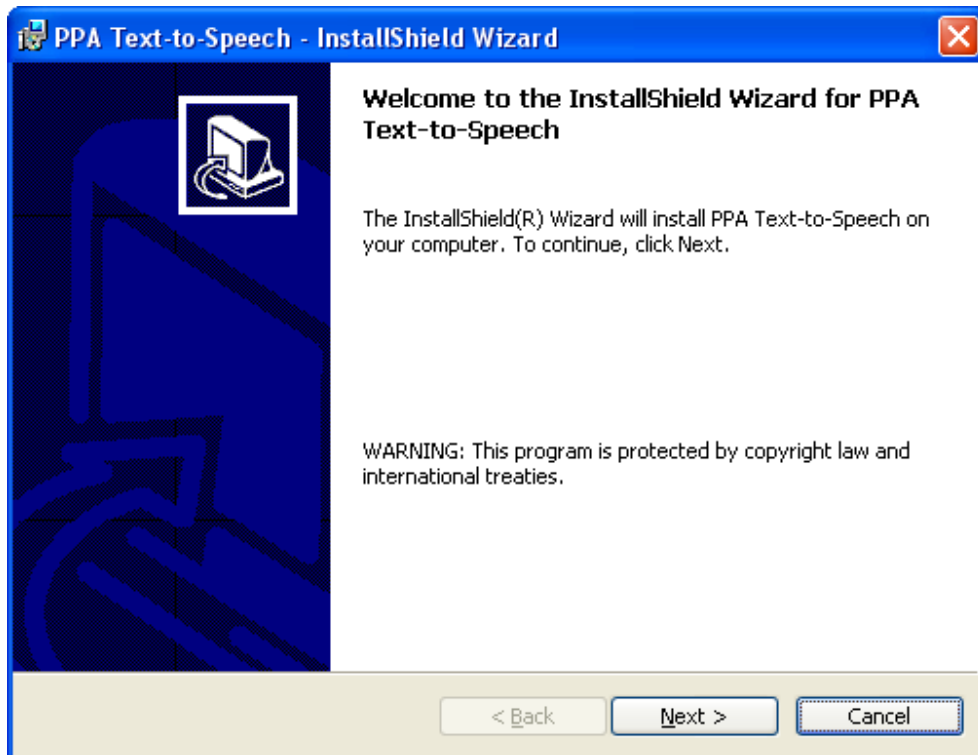 PPA Text-to-Speech - InstallShield Wizard
Welcome to the InstallShield Wizard for PPA
Text-to-Speech
The InstallShield(R) Wizard will install PPA Text-to-Speech on
your computer. To continue, click Next.
WARNING: This program is protected by copyright law and
international treaties.
< Back
Next >
Cancel